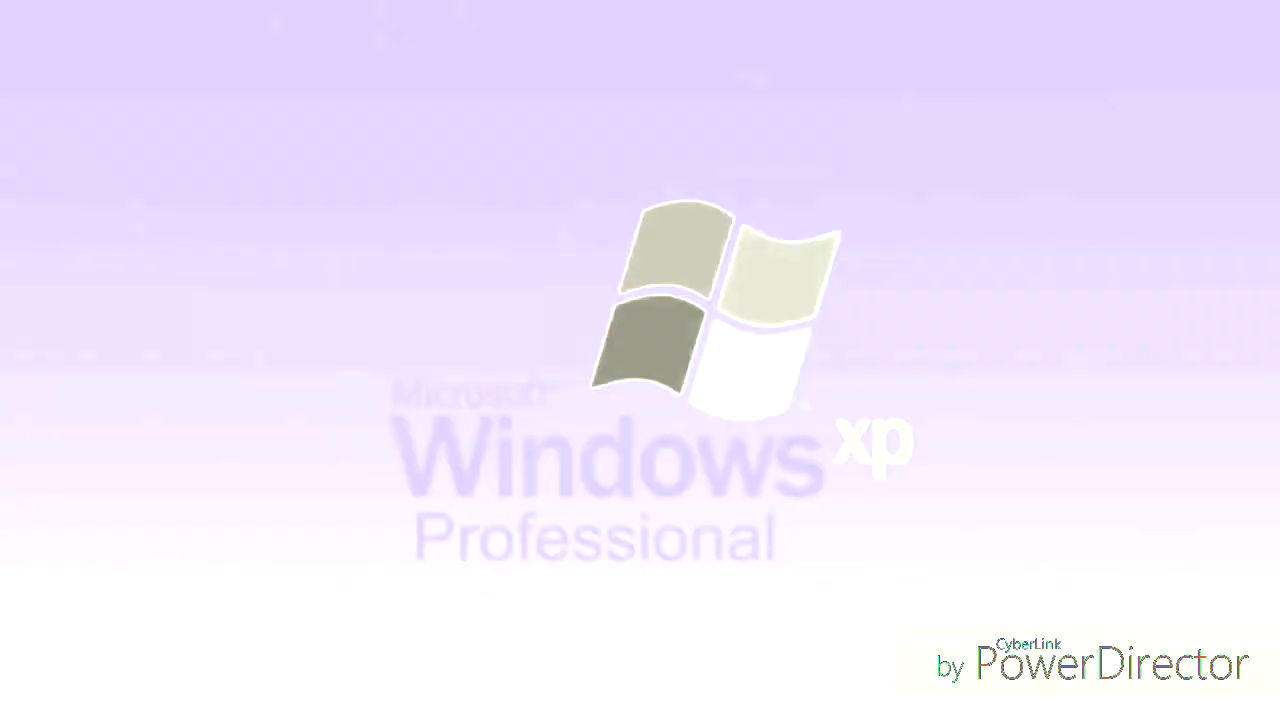 Microsoft
Windows xp
Professional
CyberLink
by PowerDirector